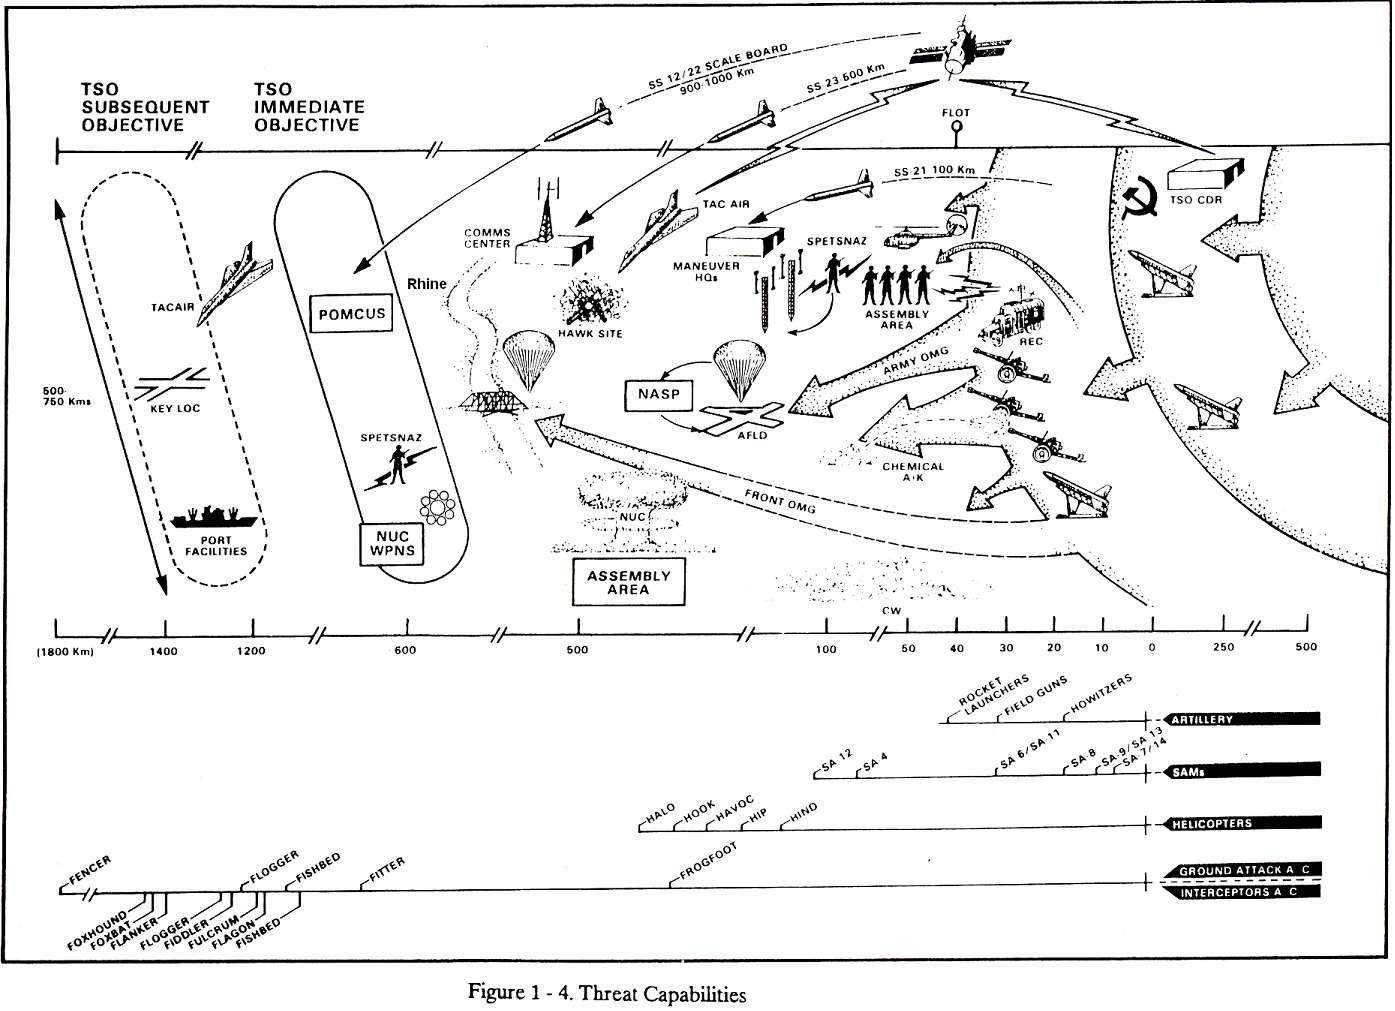 SS 12/22 SCALE BOARD
900-1000 Km
SS-23 600 Km
TSO
SUBSEQUENT
OBJECTIVE
TSO
IMMEDIATE
OBJECTIVE
FLOT
SS-21 100 Km
TSO CDR
TAC AIR
COMMS
CENTER
MANEUVER
HQs
SPETSNAZ
ASSEMBLY
AREA
REC
Rhine
HAWK SITE
TACAIR
POMCUS
ARMY OMG
500-
750 Kms
KEY LOC
NASP
AFLD
SPETSNAZ
CHEMICAL
A+K
FRONT OMG
NUC
PORT
FACILITIES
NUC
WPNS
ASSEMBLY
AREA
CW
(1800 Km)
1400
1200
600
500
100
50
40
30
20
10
0
250
500
ROCKET
LAUNCHERS
FIELD GUNS
HOWITZERS
ARTILLERY
SA 12
SA 4
SA 6/SA-11
SA-8
SA-9/SA 13
SA-7/14
SAMs
HALO
HOOK
HAVOC
HIP
HIND
HELICOPTERS
FENCER
FLOGGER
FISHBED
FITTER
FROGFOOT
GROUND ATTACK A C
FOXHOUND
FOXBAT
FLANKER
FLOGGER
FIDDLER
FULCRUM
FLAGON
FISHBED
INTERCEPTORS A C
Figure 1 - 4. Threat Capabilities